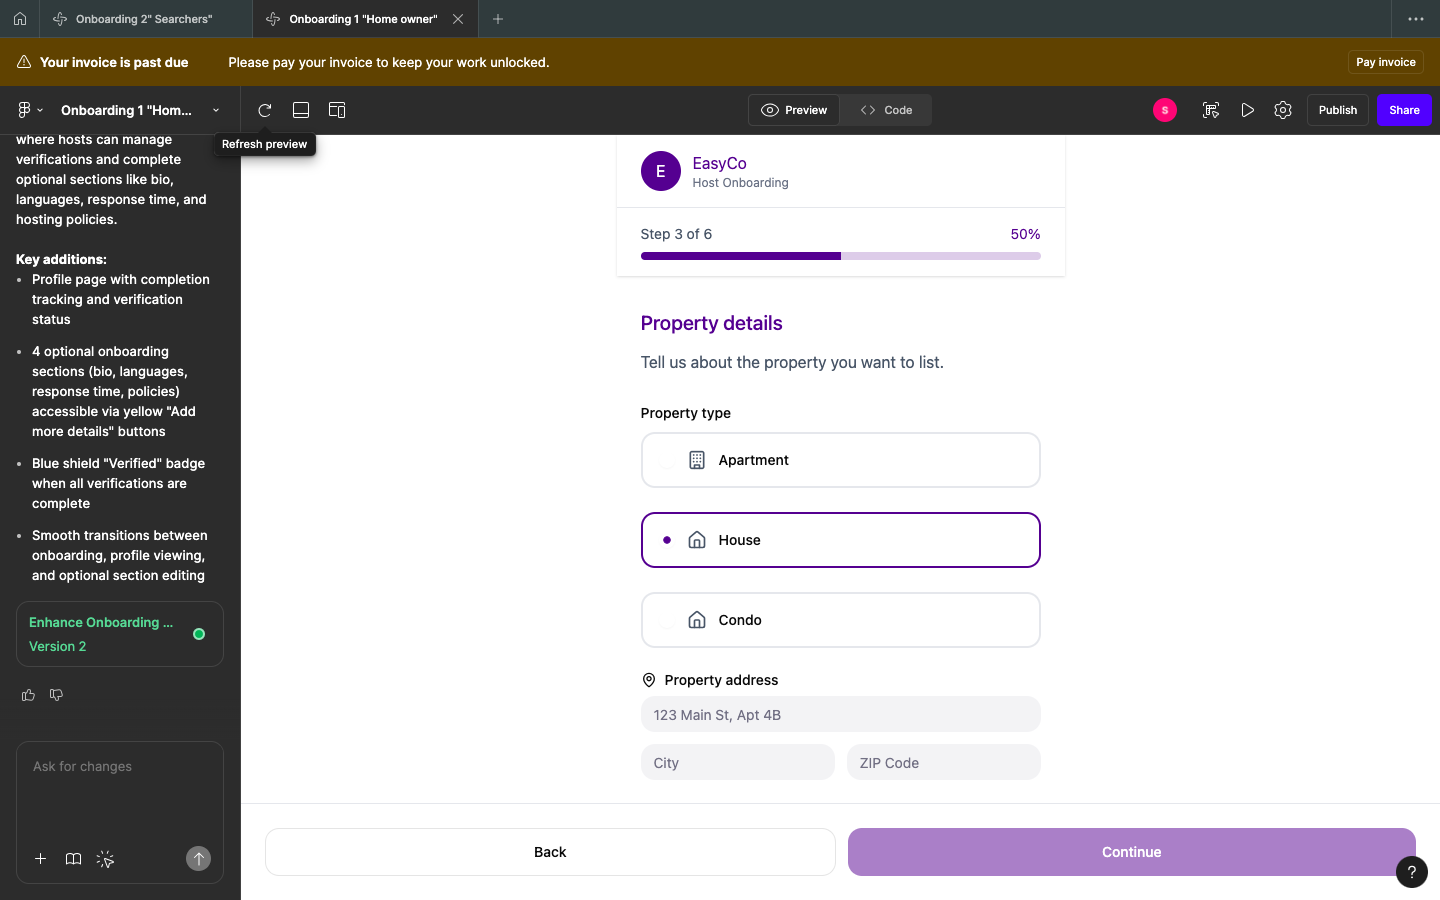 Onboarding 2" Searchers"
Onboarding 1 "Home owner"
Your invoice is past due
Please pay your invoice to keep your work unlocked.
Pay invoice
Onboarding 1 "Hom...
Preview
Code
S
Publish
Share
Refresh preview
where hosts can manage
verifications and complete
optional sections like bio,
languages, response time, and
hosting policies.
Key additions:
• Profile page with completion
tracking and verification
status
• 4 optional onboarding
sections (bio, languages,
response time, policies)
accessible via yellow "Add
more details" buttons
• Blue shield "Verified" badge
when all verifications are
complete
• Smooth transitions between
onboarding, profile viewing,
and optional section editing
Enhance Onboarding ...
Version 2
Ask for changes
E
EasyCo
Host Onboarding
Step 3 of 6
50%
Property details
Tell us about the property you want to list.
Property type
Apartment
House
Condo
Property address
123 Main St, Apt 4B
City
ZIP Code
Back
Continue
?